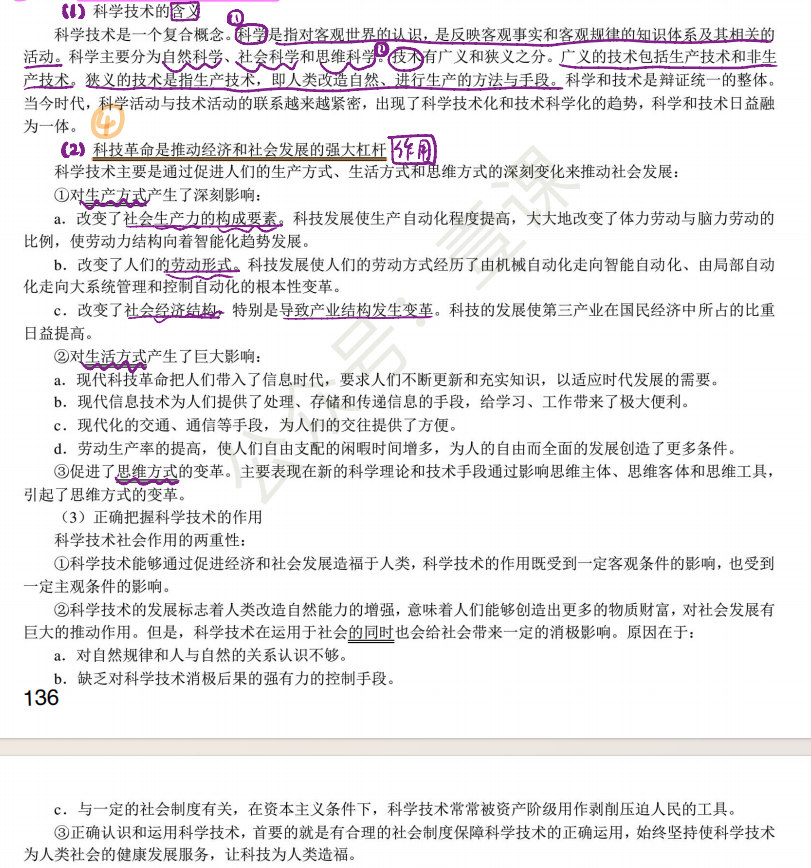 （1）科学技术的含义
科学技术是一个复合概念。①科学是指对客观世界的认识，是反映客观事实和客观规律的知识体系及其相关的
活动。科学主要分为自然科学、社会科学和思维科学。②技术有广义和狭义之分。广义的技术包括生产技术和非生
产技术。狭义的技术是指生产技术，即人类改造自然、进行生产的方法与手段。科学和技术是辩证统一的整体。
当今时代，科学活动与技术活动的联系越来越紧密，出现了科学技术化和技术科学化的趋势，科学和技术日益融
为一体。
④
（2）科技革命是推动经济和社会发展的强大杠杆 作用
科学技术主要是通过促进人们的生产方式、生活方式和思维方式的深刻变化来推动社会发展：
①对生产方式产生了深刻影响：
a．改变了社会生产力的构成要素。科技发展使生产自动化程度提高，大大地改变了体力劳动与脑力劳动的
比例，使劳动力结构向着智能化趋势发展。
b．改变了人们的劳动形式。科技发展使人们的劳动方式经历了由机械自动化走向智能自动化、由局部自动
化走向大系统管理和控制自动化的根本性变革。
c．改变了社会经济结构，特别是导致产业结构发生变革。科技的发展使第三产业在国民经济中所占的比重
日益提高。
②对生活方式产生了巨大影响：
a．现代科技革命把人们带入了信息时代，要求人们不断更新和充实知识，以适应时代发展的需要。
b．现代信息技术为人们提供了处理、存储和传递信息的手段，给学习、工作带来了极大便利。
c．现代化的交通、通信等手段，为人们的交往提供了方便。
d．劳动生产率的提高，使人们自由支配的闲暇时间增多，为人的自由而全面的发展创造了更多条件。
③促进了思维方式的变革。主要表现在新的科学理论和技术手段通过影响思维主体、思维客体和思维工具，
引起了思维方式的变革。
（3）正确把握科学技术的作用
科学技术社会作用的两重性：
①科学技术能够通过促进经济和社会发展造福于人类，科学技术的作用既受到一定客观条件的影响，也受到
一定主观条件的影响。
②科学技术的发展标志着人类改造自然能力的增强，意味着人们能够创造出更多的物质财富，对社会发展有
巨大的推动作用。但是，科学技术在运用于社会的同时也会给社会带来一定的消极影响。原因在于：
a．对自然规律和人与自然的关系认识不够。
b．缺乏对科学技术消极后果的强有力的控制手段。
136
c．与一定的社会制度有关，在资本主义条件下，科学技术常常被资产阶级用作剥削压迫人民的工具。
③正确认识和运用科学技术，首要的就是有合理的社会制度保障科学技术的正确运用，始终坚持使科学技术
为人类社会的健康发展服务，让科技为人类造福。
公众号：壹课